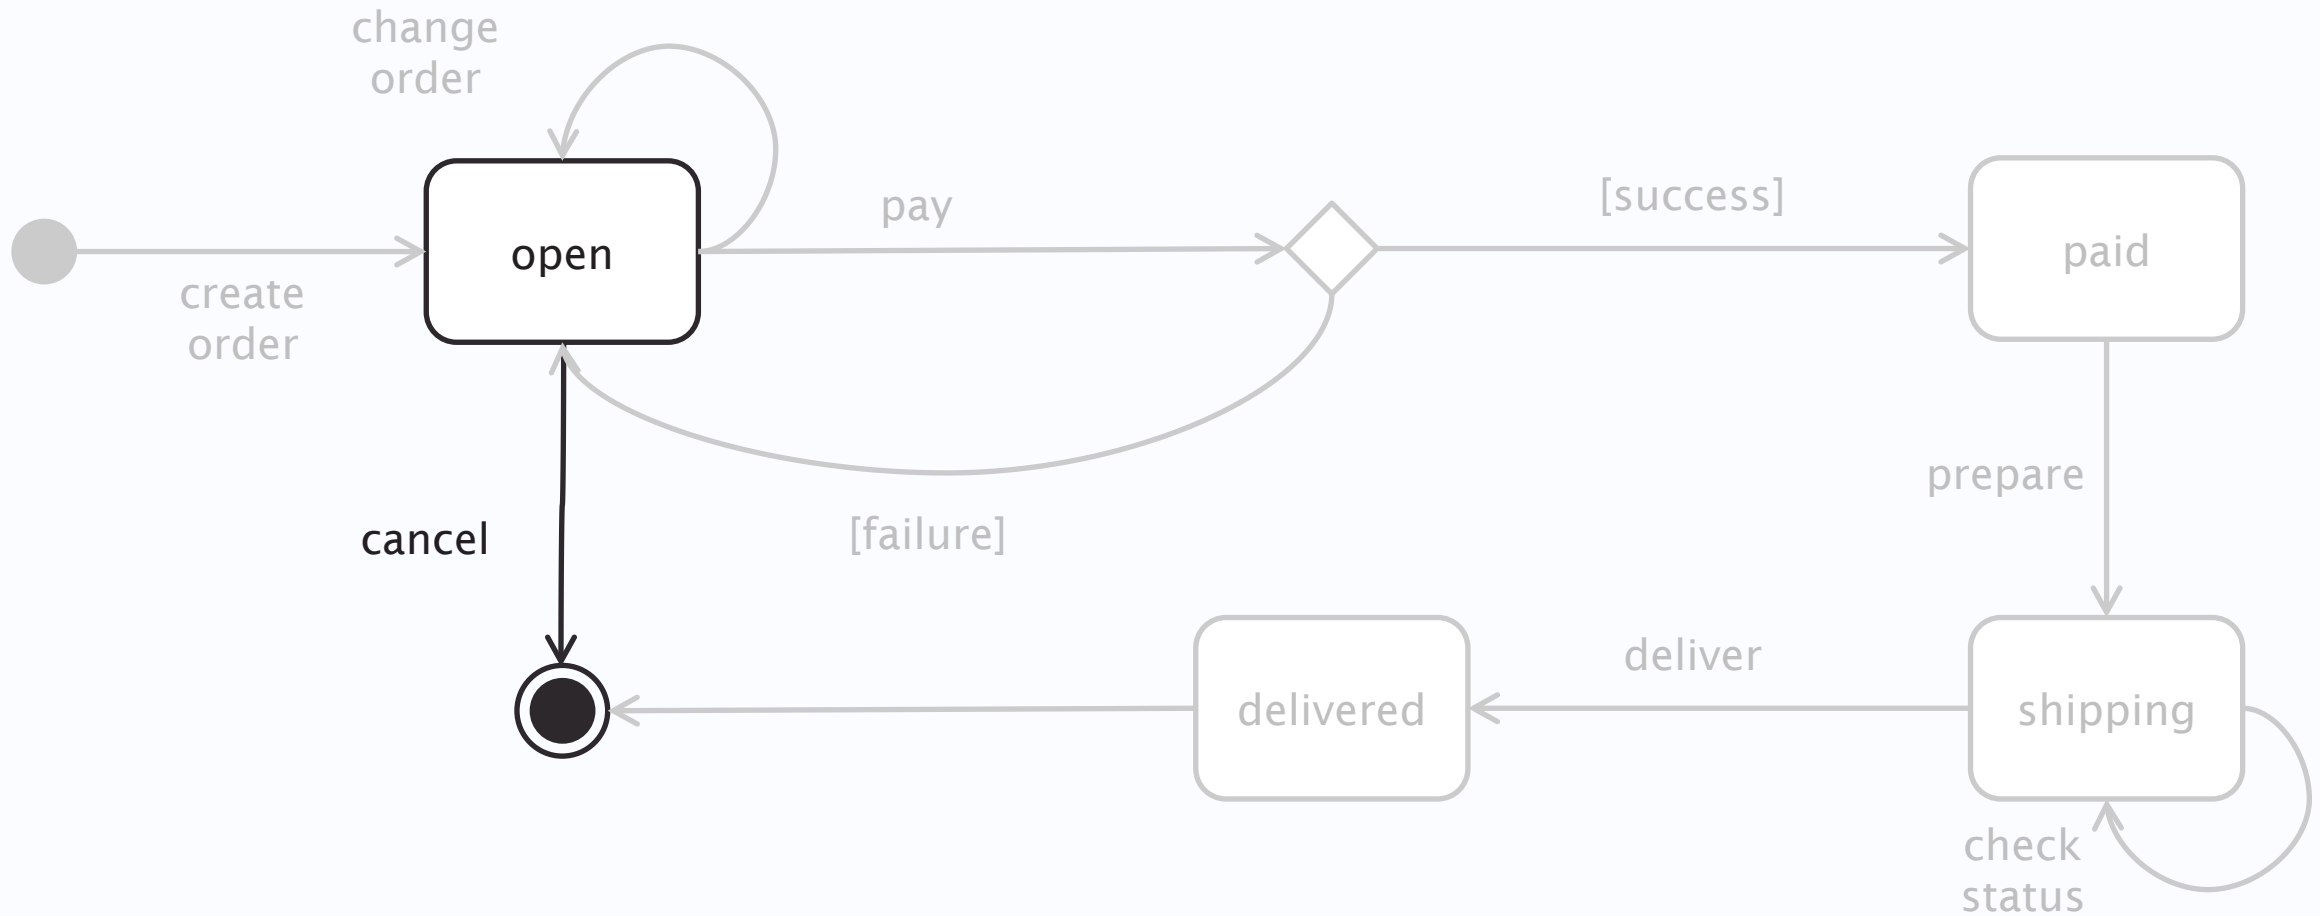 change
order
pay
[success]
open
paid
create
order
prepare
cancel
[failure]
deliver
delivered
shipping
check
status